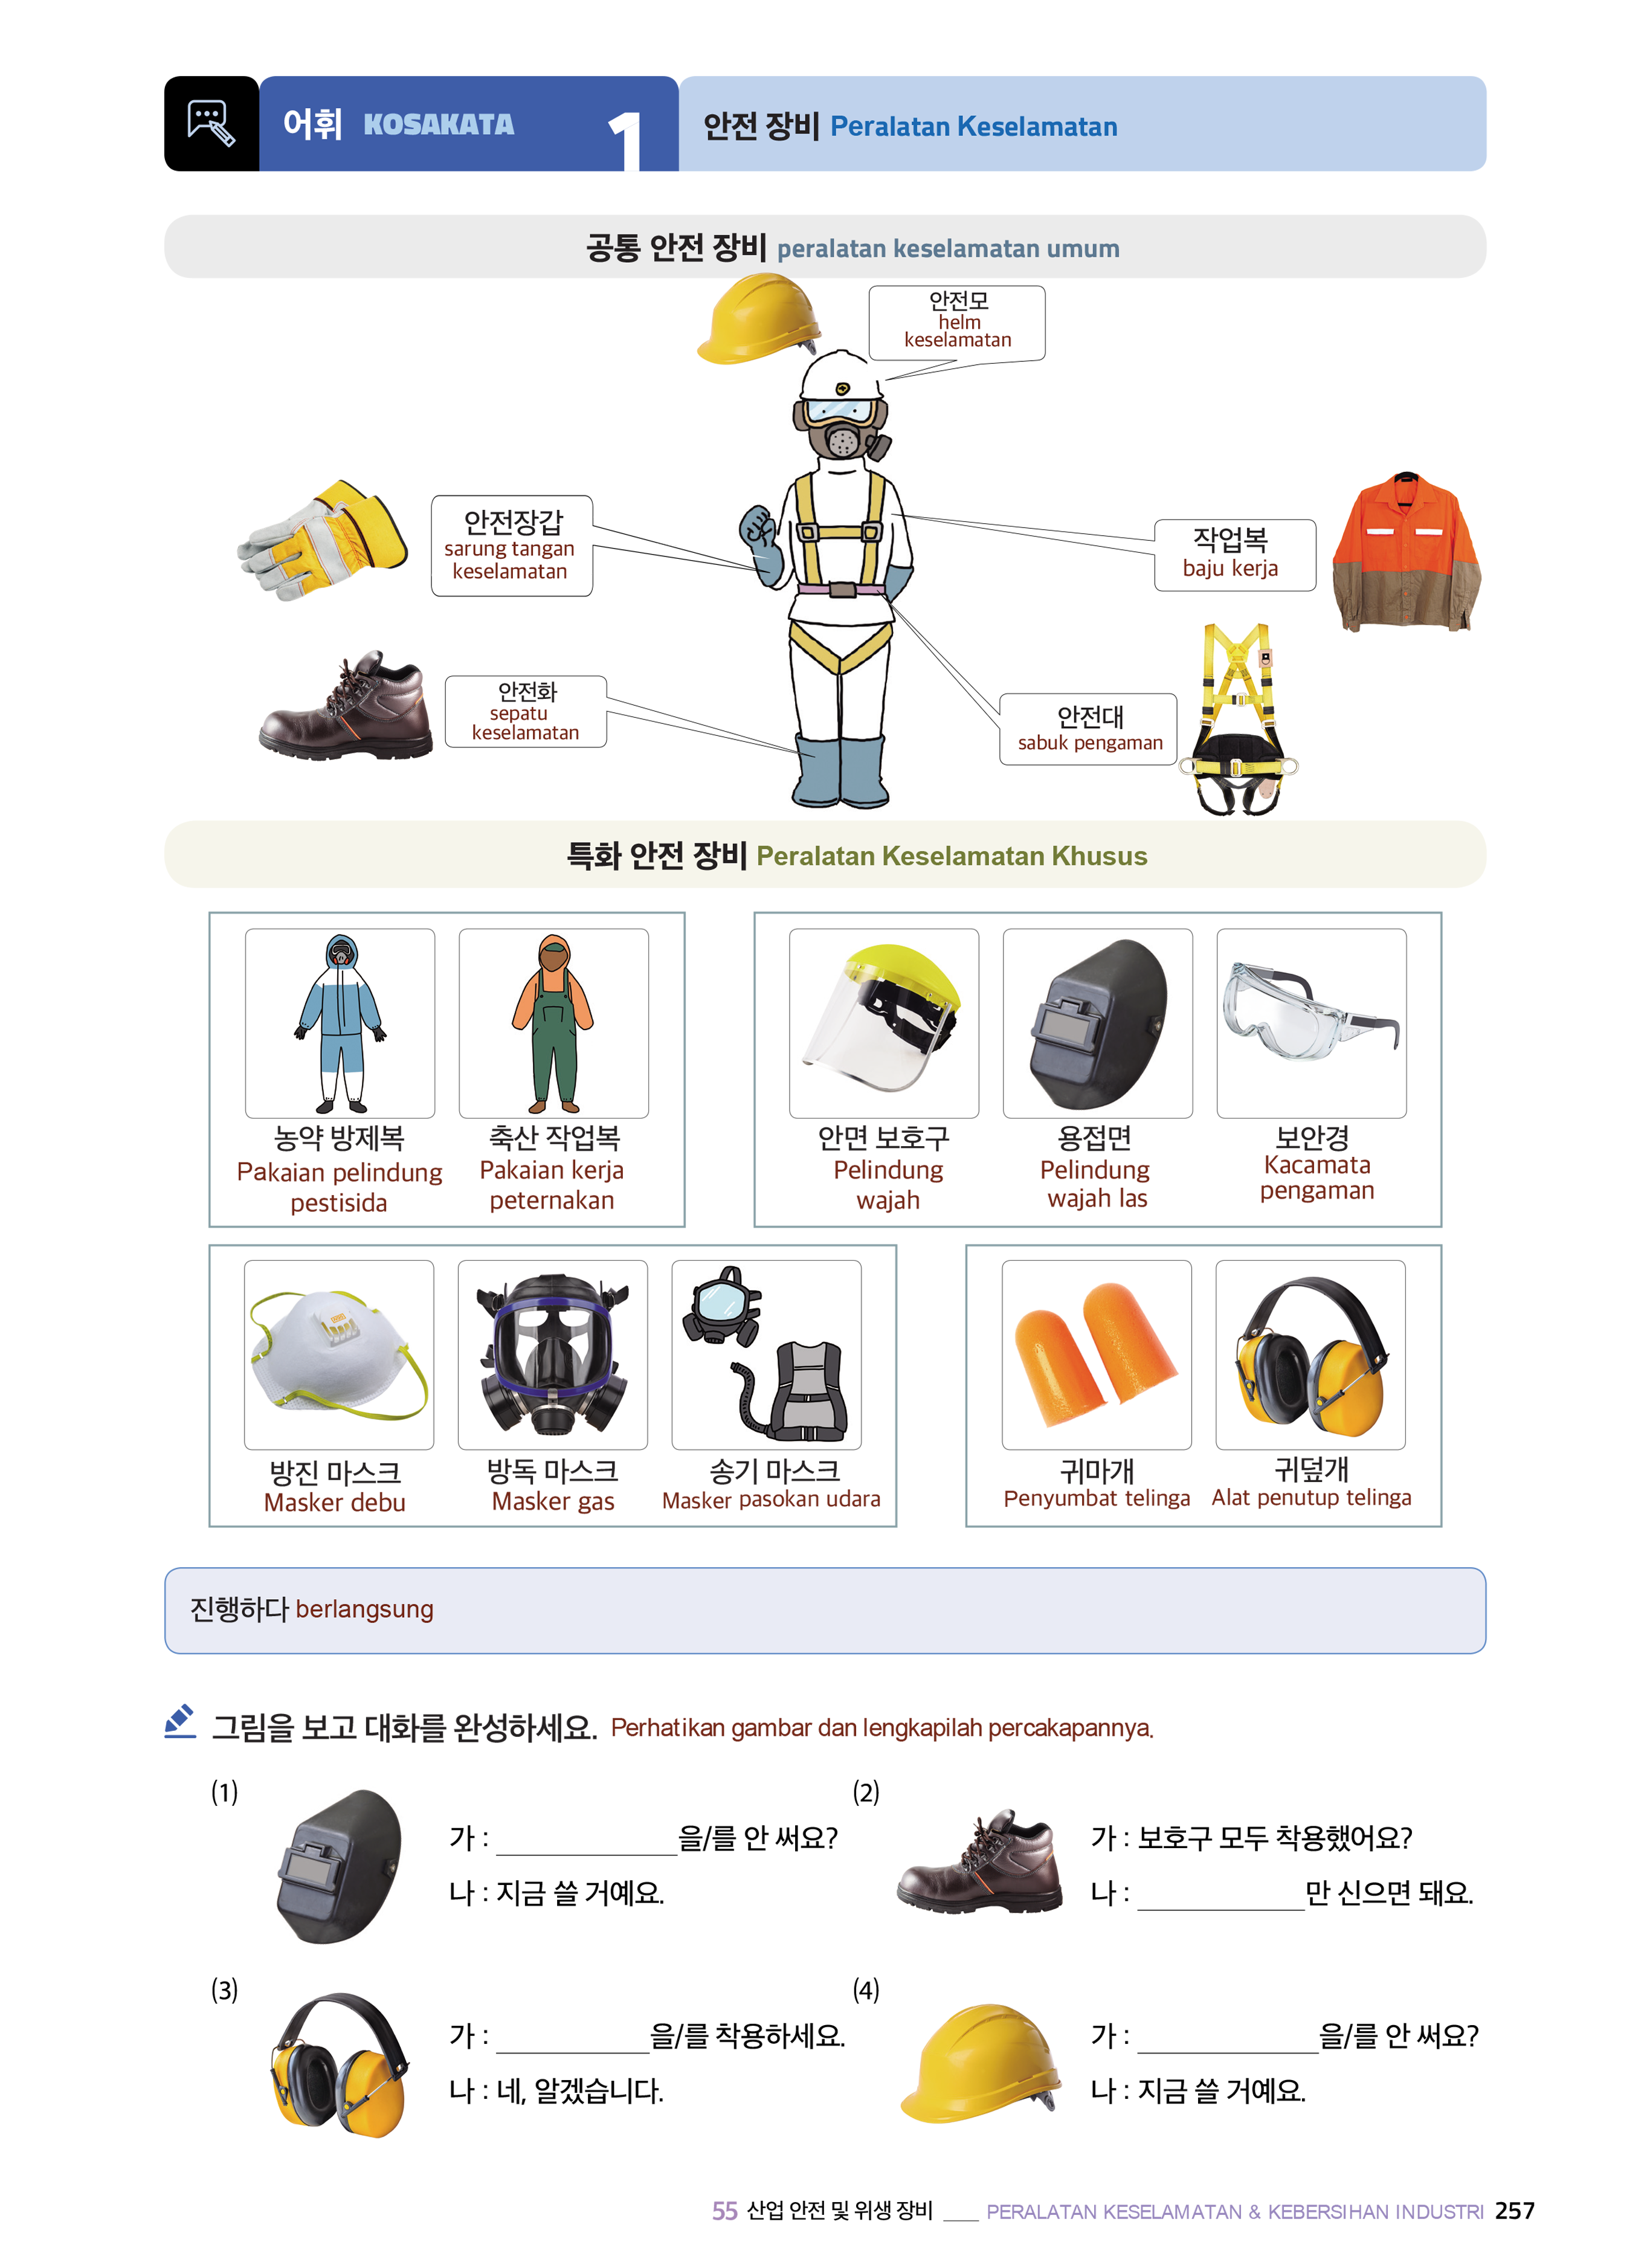 어휘 KOSAKATA 1 안전 장비 Peralatan Keselamatan
공통 안전 장비 peralatan keselamatan umum
안전모
helm
keselamatan
안전장갑
sarung tangan
keselamatan
작업복
baju kerja
안전화
sepatu
keselamatan
안전대
sabuk pengaman
특화 안전 장비 Peralatan Keselamatan Khusus
농약 방제복
Pakaian pelindung
pestisida
축산 작업복
Pakaian kerja
peternakan
안면 보호구
Pelindung
wajah
용접면
Pelindung
wajah las
보안경
Kacamata
pengaman
방진 마스크
Masker debu
방독 마스크
Masker gas
송기 마스크
Masker pasokan udara
귀마개
Penyumbat telinga
귀덮개
Alat penutup telinga
진행하다 berlangsung
그림을 보고 대화를 완성하세요. Perhatikan gambar dan lengkapilah percakapannya.
(1)
가 : ____________을/를 안 써요?
나 : 지금 쓸 거예요.
(2)
가 : 보호구 모두 착용했어요?
나 : ____________만 신으면 돼요.
(3)
가 : ____________을/를 착용하세요.
나 : 네, 알겠습니다.
(4)
가 : ____________을/를 안 써요?
나 : 지금 쓸 거예요.
55 산업 안전 및 위생 장비 ___ PERALATAN KESELAMATAN & KEBERSIHAN INDUSTRI 257